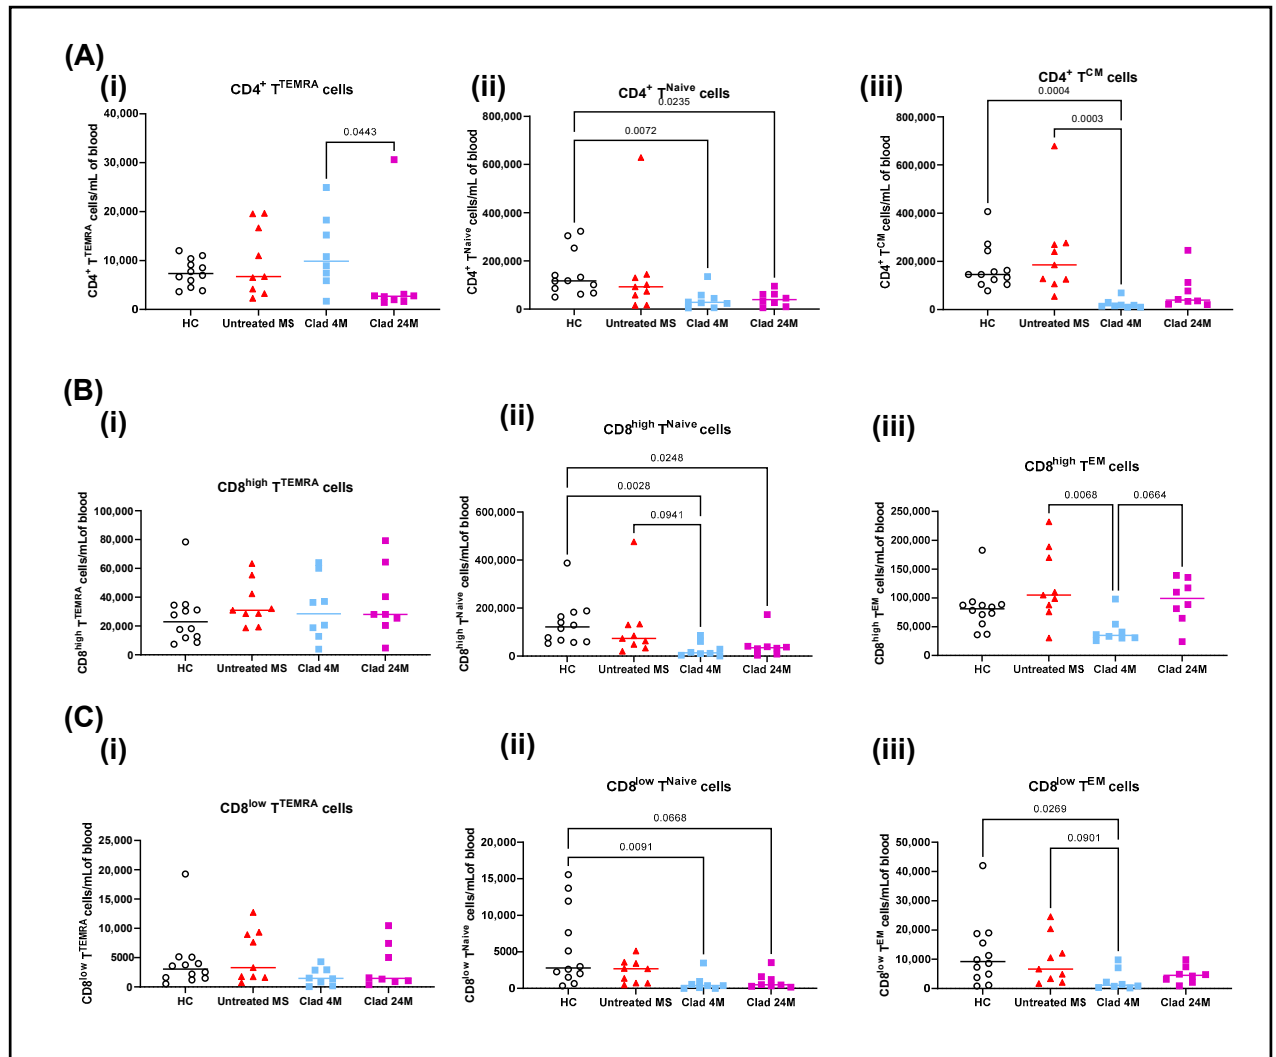 (A)
(i)
CD4+ TTEMRA cells
CD4+ TTEMRA cells/mL of blood
40,000
30,000
20,000
10,000
0
0.0443
HC
Untreated MS
Clad 4M
Clad 24M
(ii)
CD4+ TNaive cells
0.0235
0.0072
CD4+ TNaive cells/mL of blood
800,000
600,000
400,000
200,000
0
HC
Untreated MS
Clad 4M
Clad 24M
(iii)
CD4+ TCM cells
0.0004
0.0003
CD4+ TCM cells/mL of blood
800,000
600,000
400,000
200,000
0
HC
Untreated MS
Clad 4M
Clad 24M
(B)
(i)
CD8high TTEMRA cells
CD8high TTEMRA cells/mLof blood
100,000
80,000
60,000
40,000
20,000
0
HC
Untreated MS
Clad 4M
Clad 24M
(ii)
CD8high TNaive cells
0.0248
0.0028
0.0941
CD8high TNaive cells/mLof blood
600,000
400,000
200,000
0
HC
Untreated MS
Clad 4M
Clad 24M
(iii)
CD8high TEM cells
0.0068
0.0664
CD8high TEM cells/mLof blood
250,000
200,000
150,000
100,000
50,000
0
HC
Untreated MS
Clad 4M
Clad 24M
(C)
(i)
CD8low TTEMRA cells
CD8low TTEMRA cells/mLof blood
25,000
20,000
15,000
10,000
5000
0
HC
Untreated MS
Clad 4M
Clad 24M
(ii)
CD8low TNaive cells
0.0668
0.0091
CD8low TNaive cells/mLof blood
20,000
15,000
10,000
5000
0
HC
Untreated MS
Clad 4M
Clad 24M
(iii)
CD8low TEM cells
0.0269
0.0901
CD8low TEM cells/mLof blood
50,000
40,000
30,000
20,000
10,000
0
HC
Untreated MS
Clad 4M
Clad 24M